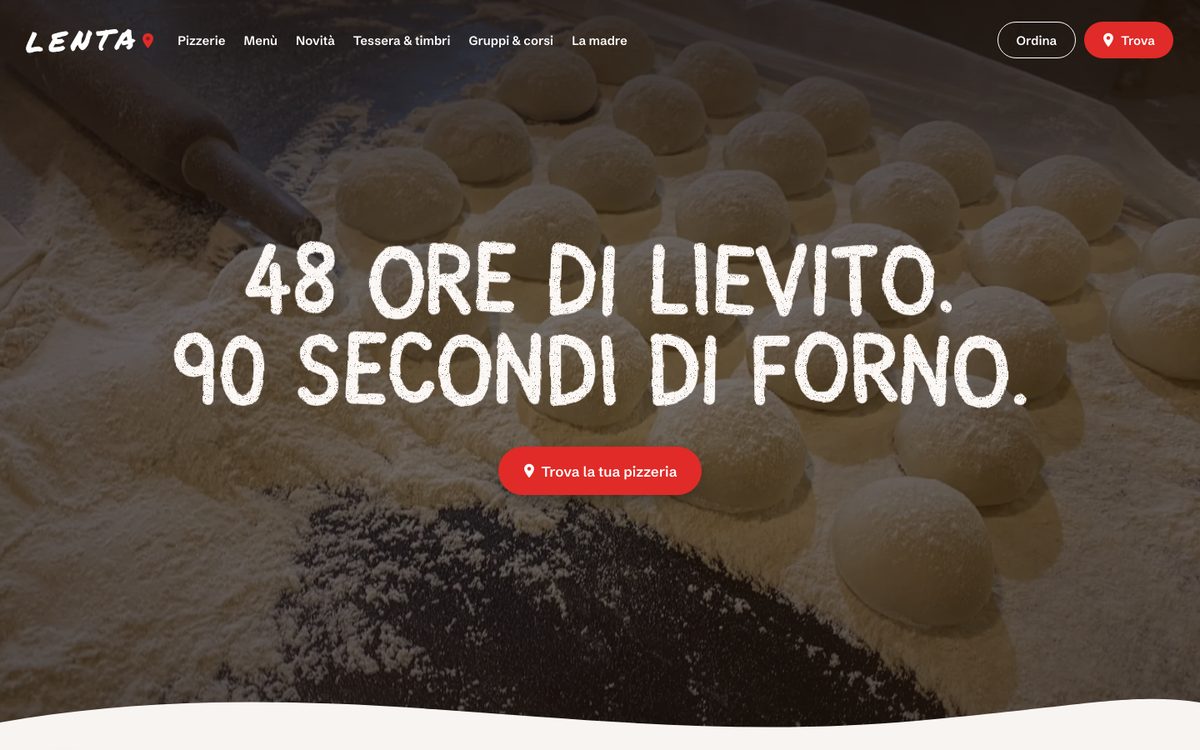 LENTA
Pizzerie
Menù
Novità
Tessera & timbri
Gruppi & corsi
La madre
Ordina
Trova
48 ORE DI LIEVITO.
90 SECONDI DI FORNO.
Trova la tua pizzeria